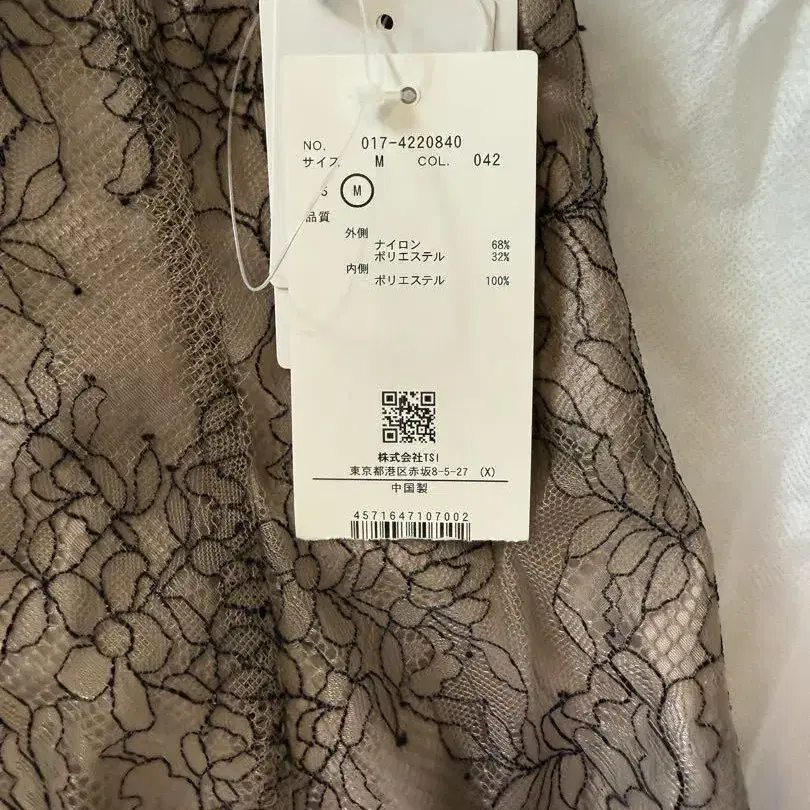 NO. 017-4220840
サイズ M COL. 042
S M
品質
外側
ナイロン 68%
ポリエステル 32%
内側
ポリエステル 100%
株式会社TSI
東京都港区赤坂8-5-27 (X)
中国製
4571647107002